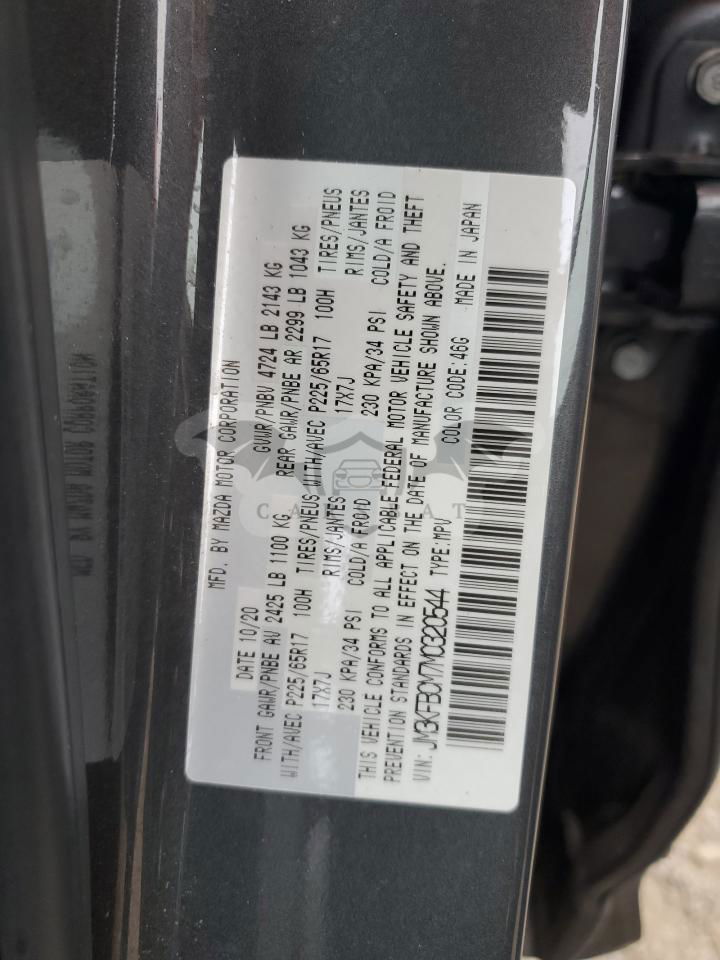 MFD. BY MAZDA MOTOR CORPORATION
DATE 10/20 GVWR/PNBV 4724 LB 2143 KG
FRONT GAWR/PNBE AV 2425 LB 1100 KG REAR GAWR/PNBE AR 2299 LB 1043 KG
WITH/AVEC P225/65R17 100H TIRES/PNEUS WITH/AVEC P225/65R17 100H TIRES/PNEUS
17X7J RIMS/JANTES 17X7J RIMS/JANTES
230 KPA/34 PSI COLD/A FROID 230 KPA/34 PSI COLD/A FROID
THIS VEHICLE CONFORMS TO ALL APPLICABLE FEDERAL MOTOR VEHICLE SAFETY AND THEFT
PREVENTION STANDARDS IN EFFECT ON THE DATE OF MANUFACTURE SHOWN ABOVE.
VIN: JM3KFBCM7M0320544 TYPE:MPV COLOR CODE:46G MADE IN JAPAN